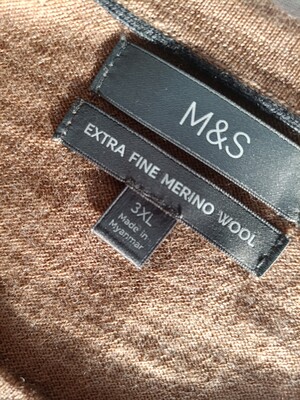 M&S
EXTRA FINE MERINO WOOL
3XL
Made in
Myanmar